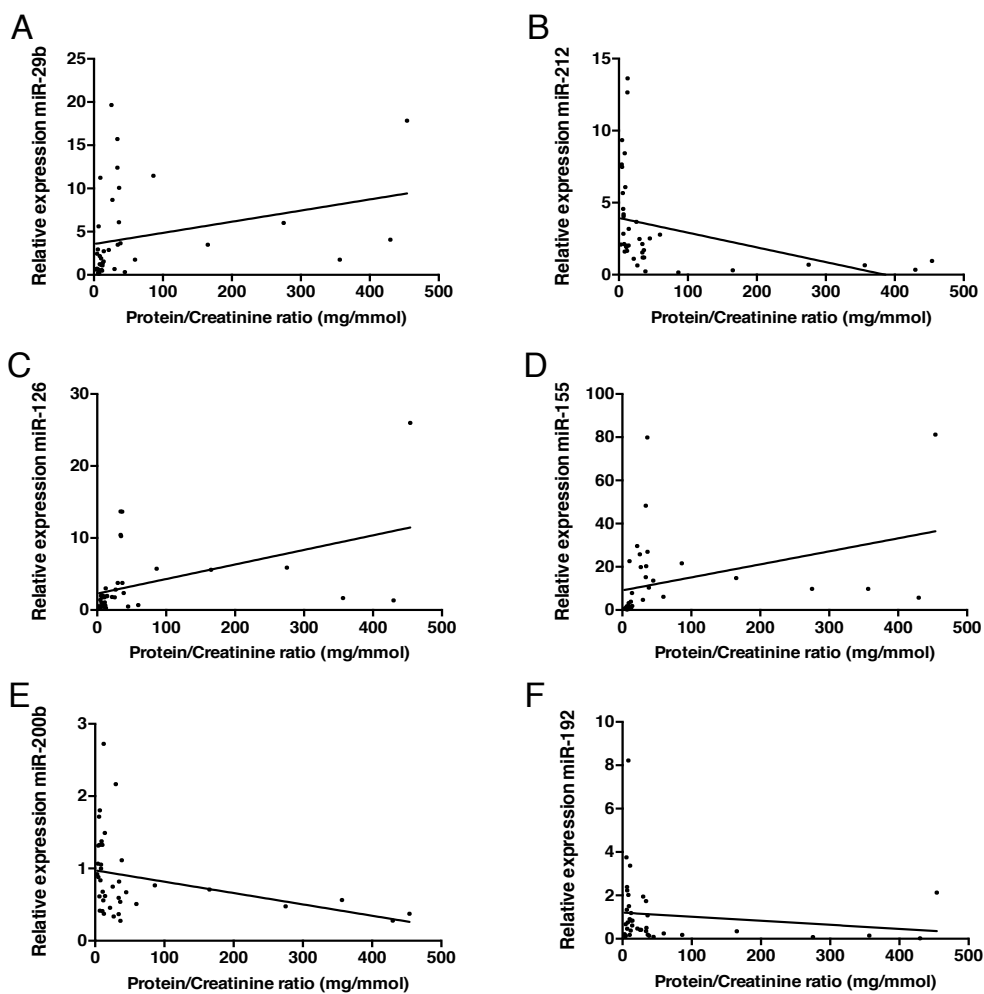 A
Relative expression miR-29b
25
20
15
10
5
0
0 100 200 300 400 500
Protein/Creatinine ratio (mg/mmol)
B
Relative expression miR-212
15
10
5
0
0 100 200 300 400 500
Protein/Creatinine ratio (mg/mmol)
C
Relative expression miR-126
30
20
10
0
0 100 200 300 400 500
Protein/Creatinine ratio (mg/mmol)
D
Relative expression miR-155
100
80
60
40
20
0
0 100 200 300 400 500
Protein/Creatinine ratio (mg/mmol)
E
Relative expression miR-200b
3
2
1
0
0 100 200 300 400 500
Protein/Creatinine ratio (mg/mmol)
F
Relative expression miR-192
10
8
6
4
2
0
0 100 200 300 400 500
Protein/Creatinine ratio (mg/mmol)